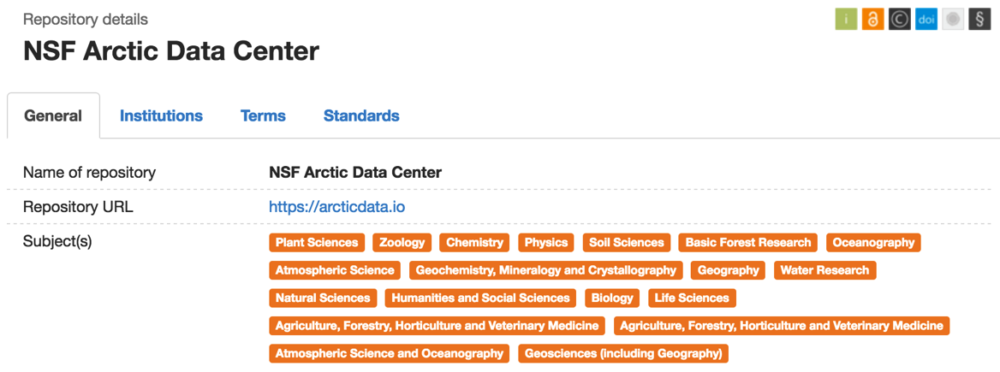 Repository details
i © doi §
NSF Arctic Data Center
General Institutions Terms Standards
Name of repository NSF Arctic Data Center
Repository URL https://arcticdata.io
Subject(s) Plant Sciences Zoology Chemistry Physics Soil Sciences Basic Forest Research Oceanography
Atmospheric Science Geochemistry, Mineralogy and Crystallography Geography Water Research
Natural Sciences Humanities and Social Sciences Biology Life Sciences
Agriculture, Forestry, Horticulture and Veterinary Medicine Agriculture, Forestry, Horticulture and Veterinary Medicine
Atmospheric Science and Oceanography Geosciences (including Geography)